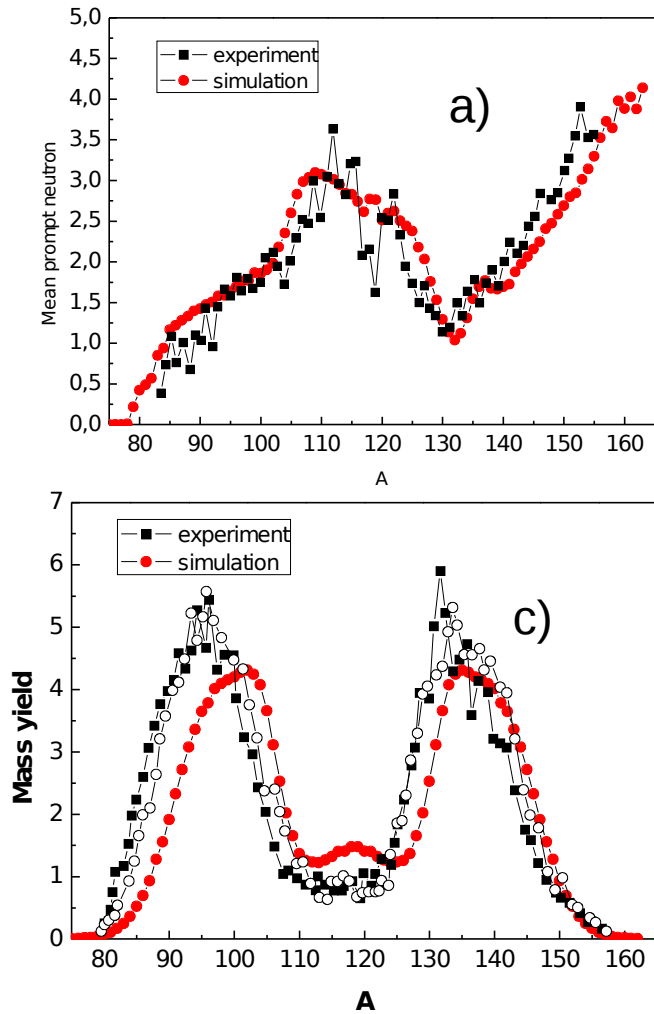 5,0
4,5
4,0
3,5
3,0
2,5
2,0
1,5
1,0
0,5
0,0
Mean prompt neutron
experiment
simulation
a)
80 90 100 110 120 130 140 150 160
A
7
6
5
4
3
2
1
0
Mass yield
experiment
simulation
c)
80 90 100 110 120 130 140 150 160
A